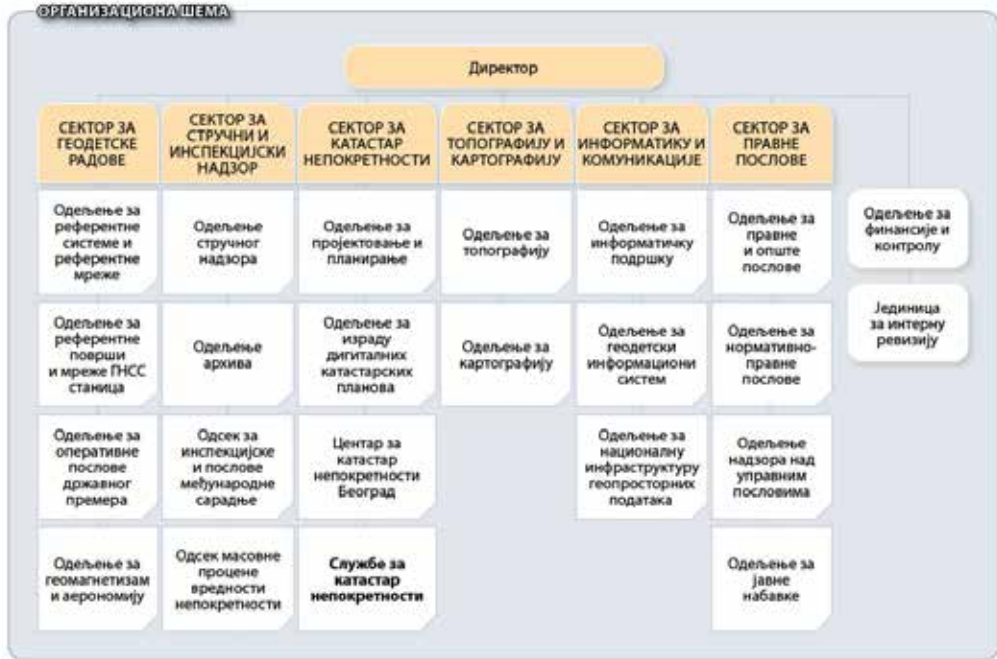 ОРГАНИЗАЦИОНА ШЕМА
Директор
СЕКТОР ЗА
ГЕОДЕТСКЕ
РАДОВЕ
СЕКТОР ЗА
СТРУЧНИ И
ИНСПЕКЦИЈСКИ
НАДЗОР
СЕКТОР ЗА
КАТАСТАР
НЕПОКРЕТНОСТИ
СЕКТОР ЗА
ТОПОГРАФИЈУ И
КАРТОГРАФИЈУ
СЕКТОР ЗА
ИНФОРМАТИКУ И
КОМУНИКАЦИЈЕ
СЕКТОР ЗА
ПРАВНЕ
ПОСЛОВЕ
Одељење за
референтне
системе и
референтне
мреже
Одељење
стручног
надзора
Одељење за
пројектовање и
планирање
Одељење за
топографију
Одељење за
информатичку
подршку
Одељење за
правне
и опште
послове
Одељење за
финансије и
контролу
Одељење за
референтне
површи
и мреже ГНСС
станица
Одељење
архива
Одељење за
израду
дигиталних
катастарских
планова
Одељење за
картографију
Одељење за
геодетски
информациони
систем
Одељење за
нормативно-
правне
послове
Јединица
за интерну
ревизију
Одељење за
оперативне
послове
државног
премера
Одсек за
инспекцијске
и послове
међународне
сарадње
Центар за
катастар
непокретности
Београд
Одељење за
националну
инфраструктуру
геопросторних
података
Одељење
надзора над
управним
пословима
Одељење за
геомагнетизам
и аерономију
Одсек масовне
процене
вредности
непокретности
Службе за
катастар
непокретности
Одељење за
јавне
набавке